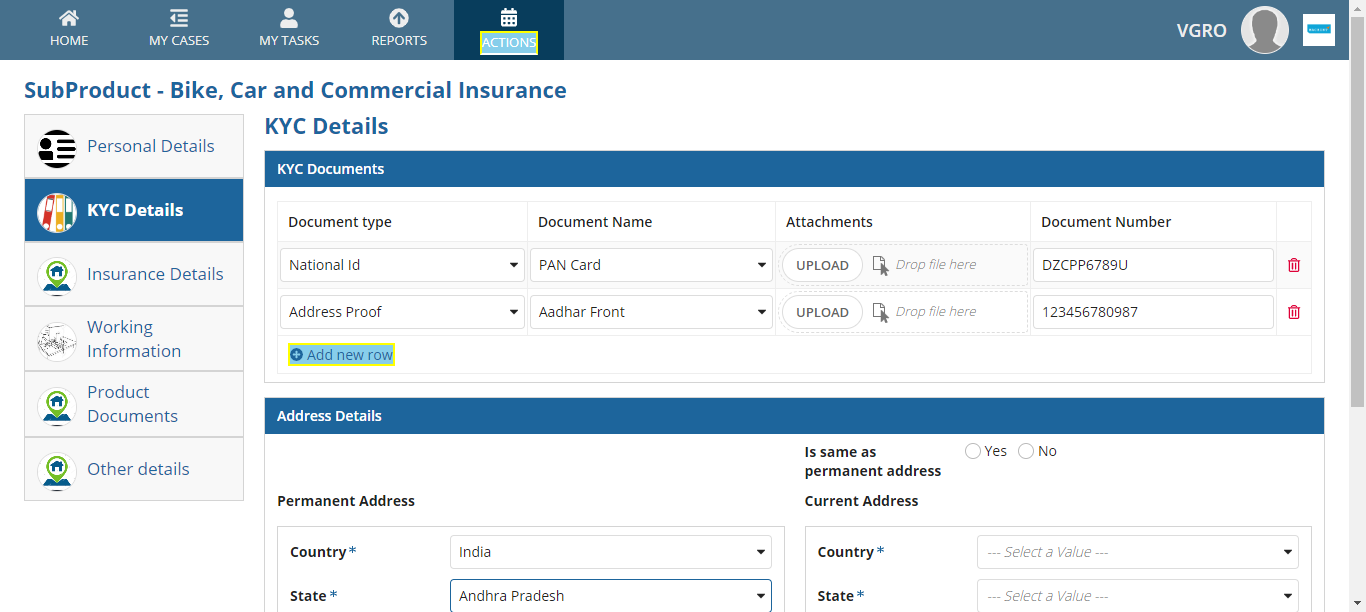 HOME
MY CASES
MY TASKS
REPORTS
ACTIONS
VGRO
SubProduct - Bike, Car and Commercial Insurance
Personal Details
KYC Details
Insurance Details
Working
Information
Product
Documents
Other details
KYC Details
KYC Documents
Document type Document Name Attachments Document Number
National Id PAN Card UPLOAD Drop file here DZCPP6789U
Address Proof Aadhar Front UPLOAD Drop file here 123456780987
Add new row
Address Details
Is same as
permanent address
Yes No
Permanent Address
Current Address
Country * India
Country * --- Select a Value ---
State * Andhra Pradesh
State * --- Select a Value ---